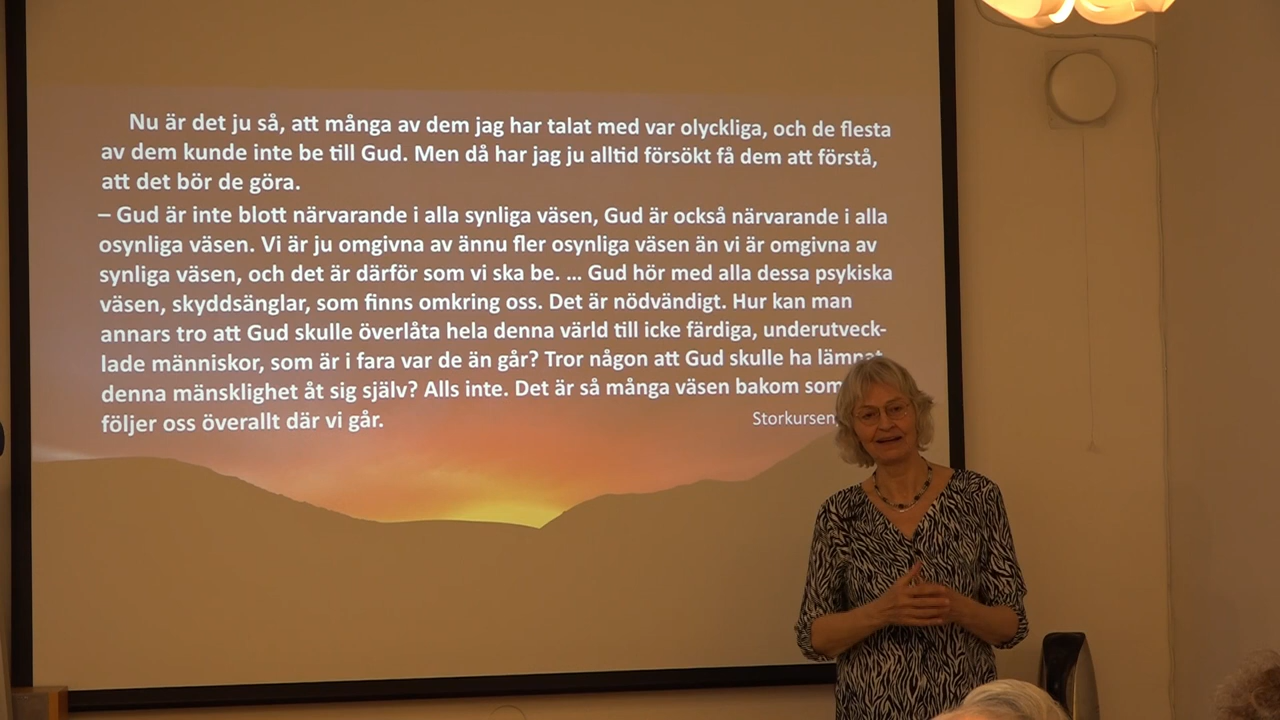 Nu är det ju så, att många av dem jag har talat med var olyckliga, och de flesta
av dem kunde inte be till Gud. Men då har jag ju alltid försökt få dem att förstå,
att det bör de göra.
– Gud är inte blott närvarande i alla synliga väsen, Gud är också närvarande i alla
osynliga väsen. Vi är ju omgivna av ännu fler osynliga väsen än vi är omgivna av
synliga väsen, och det är därför som vi ska be. ... Gud hör med alla dessa psykiska
väsen, skyddsänglar, som finns omkring oss. Det är nödvändigt. Hur kan man
annars tro att Gud skulle överlåta hela denna värld till icke färdiga, underutveck-
lade människor, som är i fara var de än går? Tror någon att Gud skulle ha lämnat
denna mänsklighet åt sig själv? Alls inte. Det är så många väsen bakom som
följer oss överallt där vi går.
Storkursen,